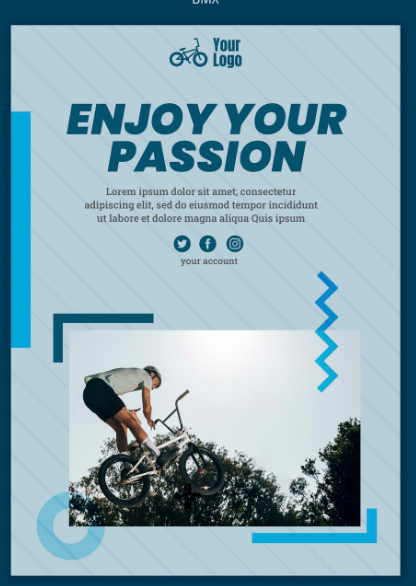 BMX
Your
Logo
ENJOY YOUR
PASSION
Lorem ipsum dolor sit amet, consectetur
adipiscing elit, sed do eiusmod tempor incididunt
ut labore et dolore magna aliqua Quis ipsum
your account